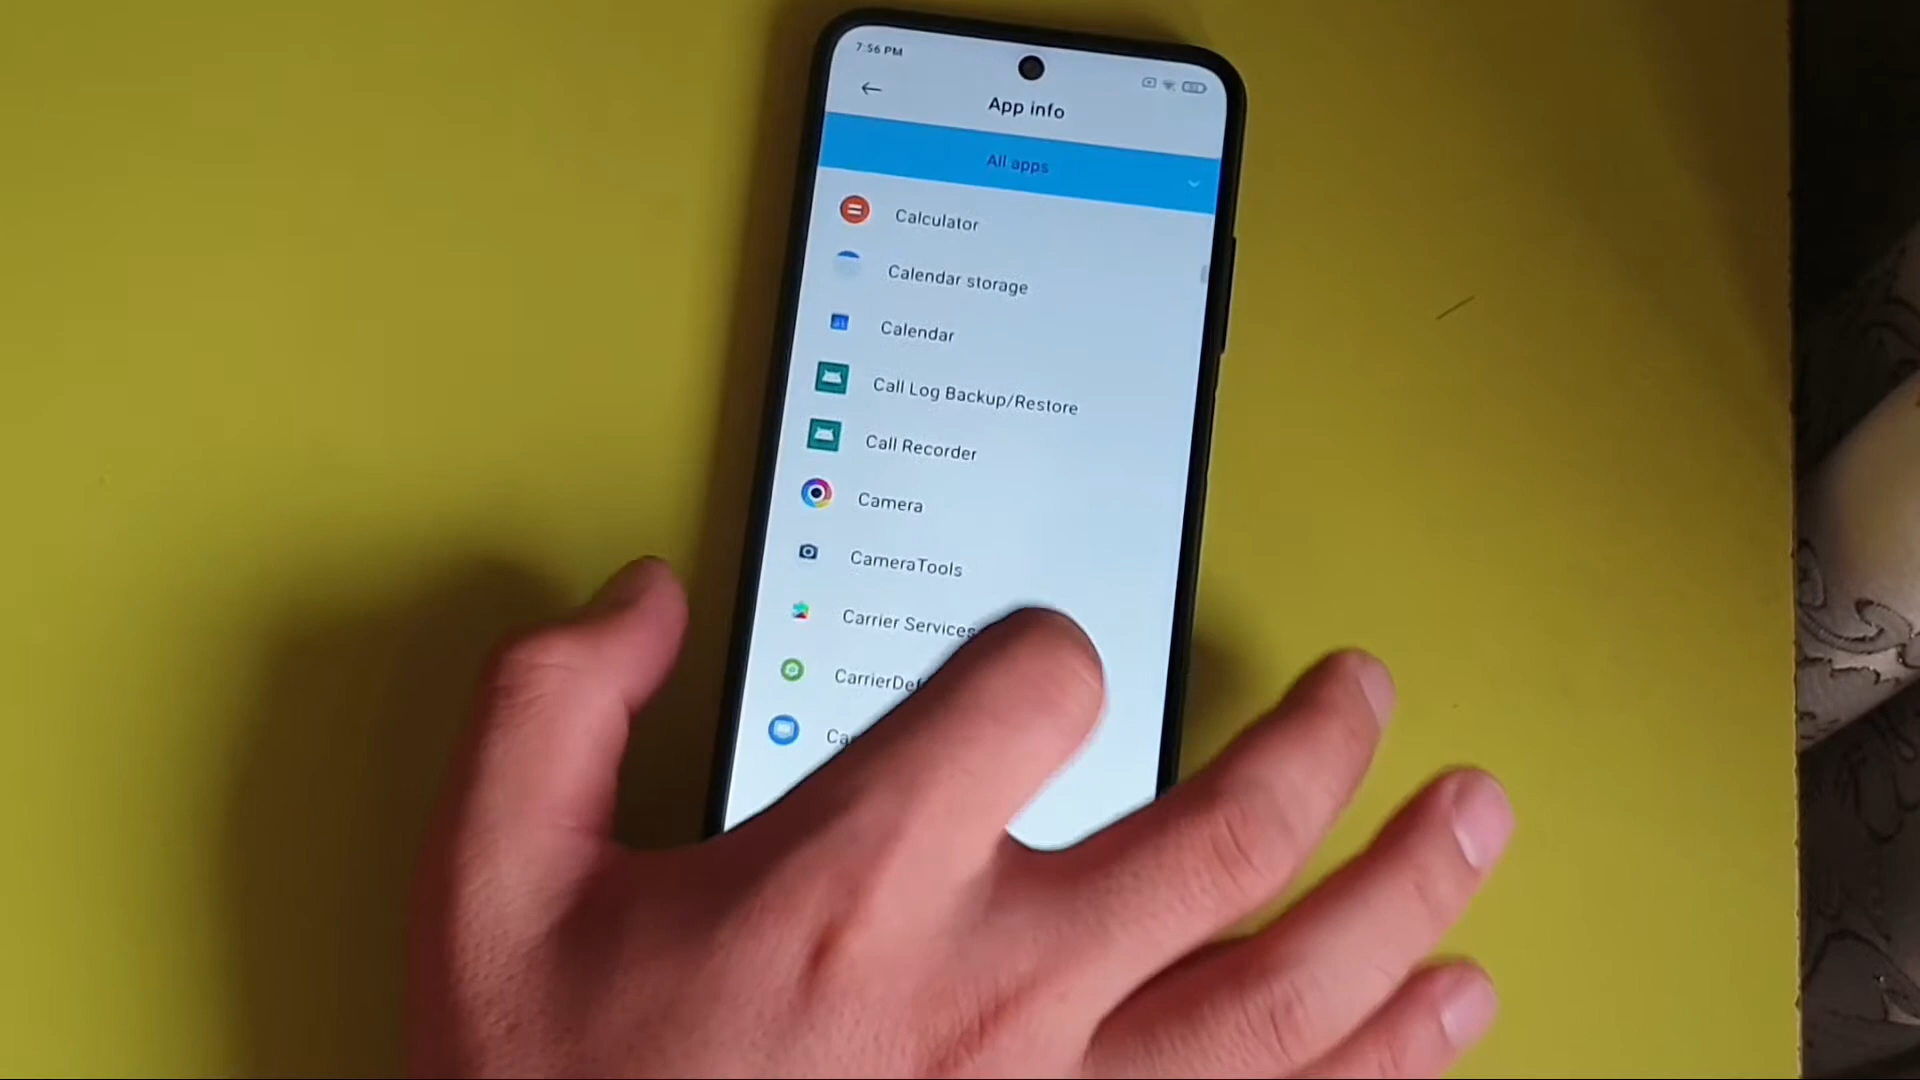 7:56 PM
App info
All apps
Calculator
Calendar storage
Calendar
Call Log Backup/Restore
Call Recorder
Camera
CameraTools
Carrier Services